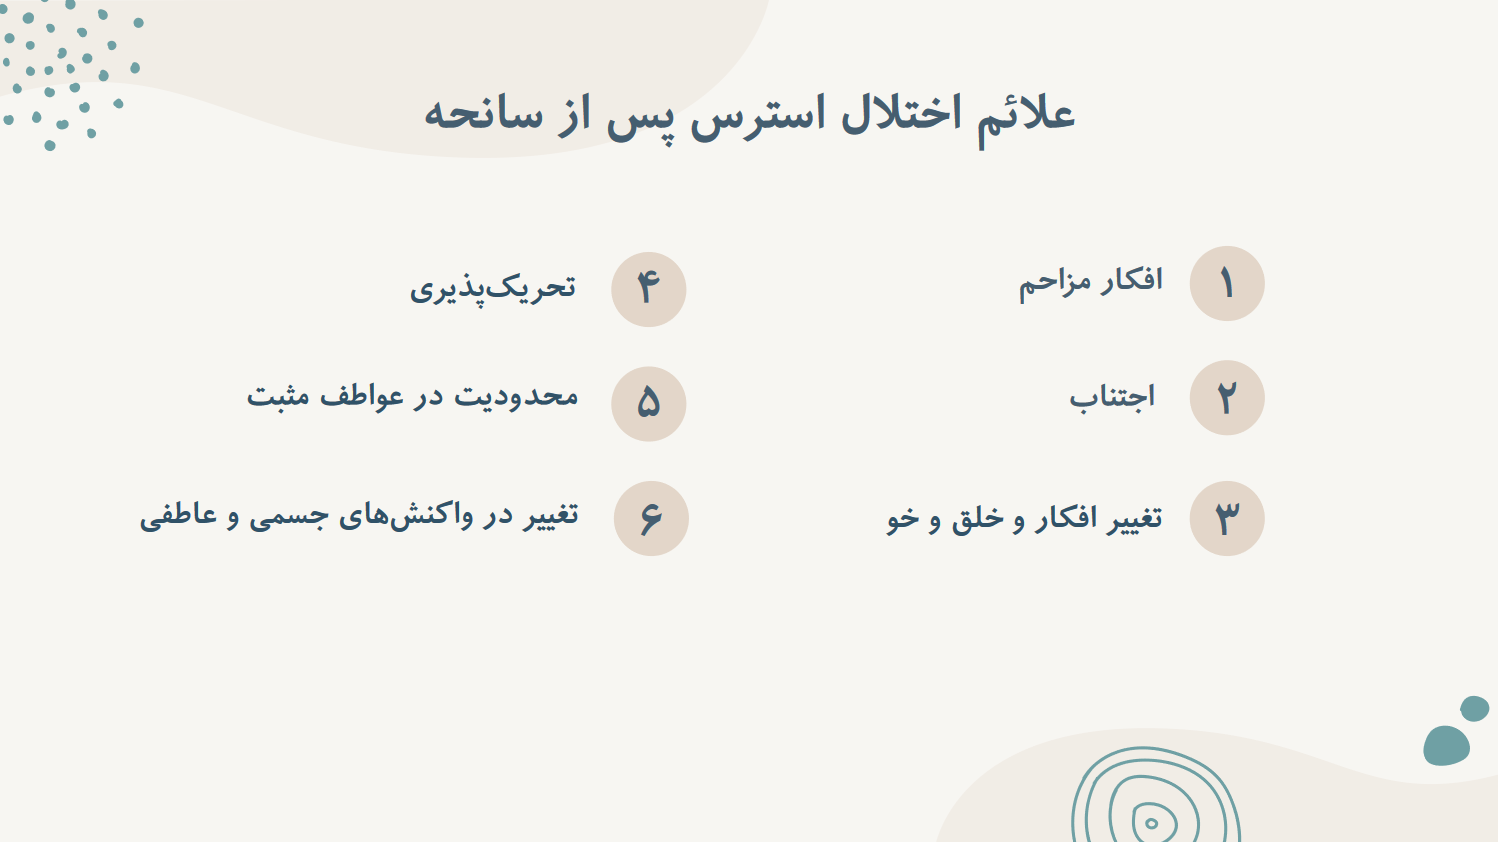 علائم اختلال استرس پس از سانحه
۱ افکار مزاحم
۲ اجتناب
۳ تغییر افکار و خلق و خو
۴ تحریک‌پذیری
۵ محدودیت در عواطف مثبت
۶ تغییر در واکنش‌های جسمی و عاطفی